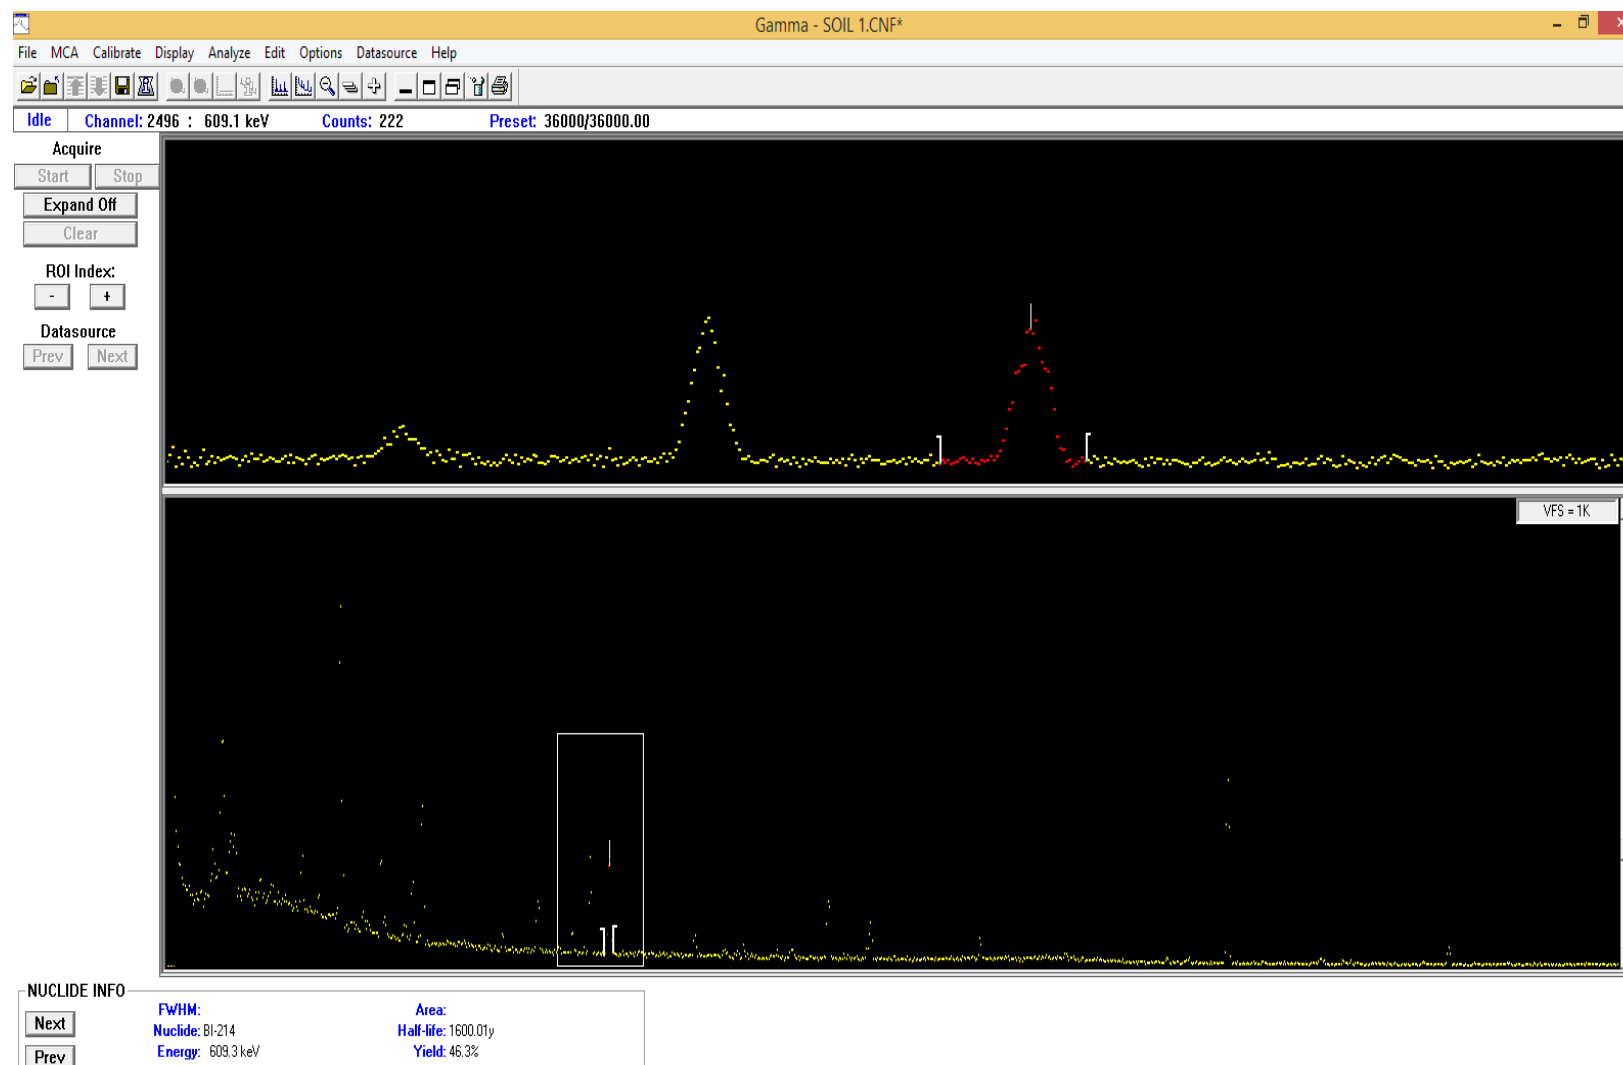 Gamma - SOIL 1.CNF*
File MCA Calibrate Display Analyze Edit Options Datasource Help
Idle Channel: 2496 : 609.1 keV Counts: 222 Preset: 36000/36000.00
Acquire
Start Stop
Expand Off
Clear
ROI Index:
- +
Datasource
Prev Next
VFS = 1K
NUCLIDE INFO
Next
Prev
FWHM: Area:
Nuclide: BI-214 Half-life: 1600.01y
Energy: 609.3 keV Yield: 46.3%